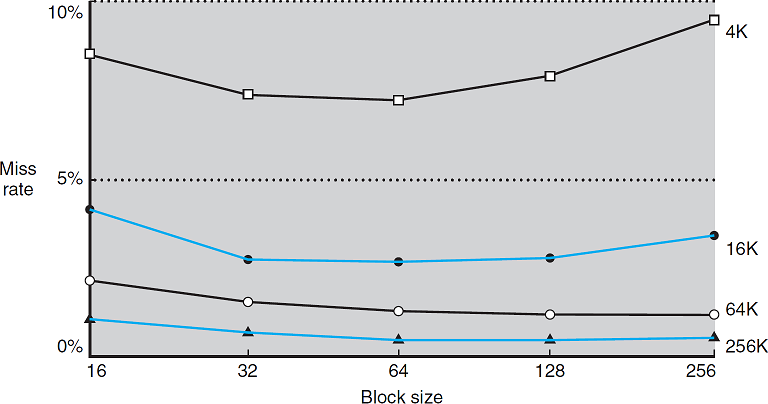 10%
4K
Miss
rate
5%
16K
64K
0%
256K
16 32 64 128 256
Block size